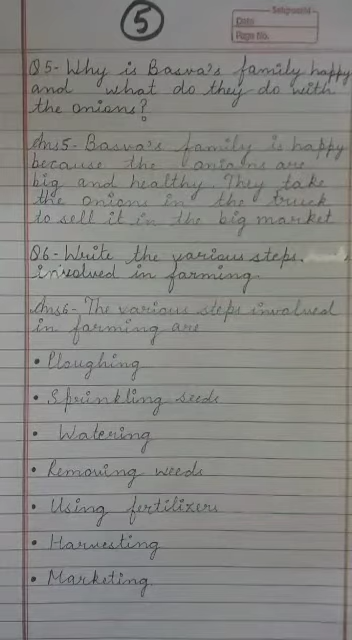 5
Date
Page No.
Q5- Why is Basva's family happy
and what do they do with
the onions?
Ans5- Basva's family is happy
because the onions are
big and healthy. They take
the onions in the truck
to sell it in the big market
Q6- Write the various steps
involved in farming.
Ans6- The various steps involved
in farming are
• Ploughing
• Sprinkling seeds
• Watering
• Removing weeds
• Using fertilizers
• Harvesting
• Marketing